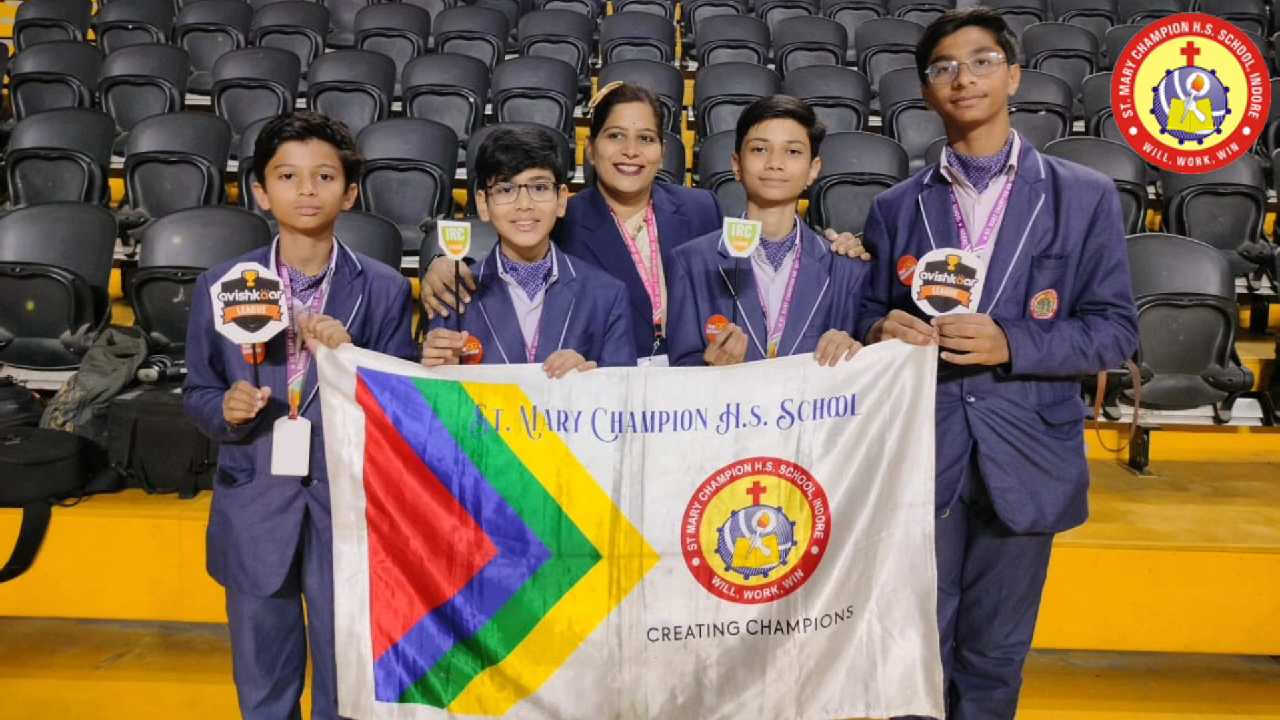 ST. MARY CHAMPION H.S. SCHOOL, INDORE
WILL, WORK, WIN
IRC
IRC
avishkaar
LEAGUE
avishkaar
LEAGUE
ST. MARY CHAMPION H.S. SCHOOL
ST MARY CHAMPION H.S. SCHOOL, INDORE
WILL, WORK, WIN
CREATING CHAMPIONS